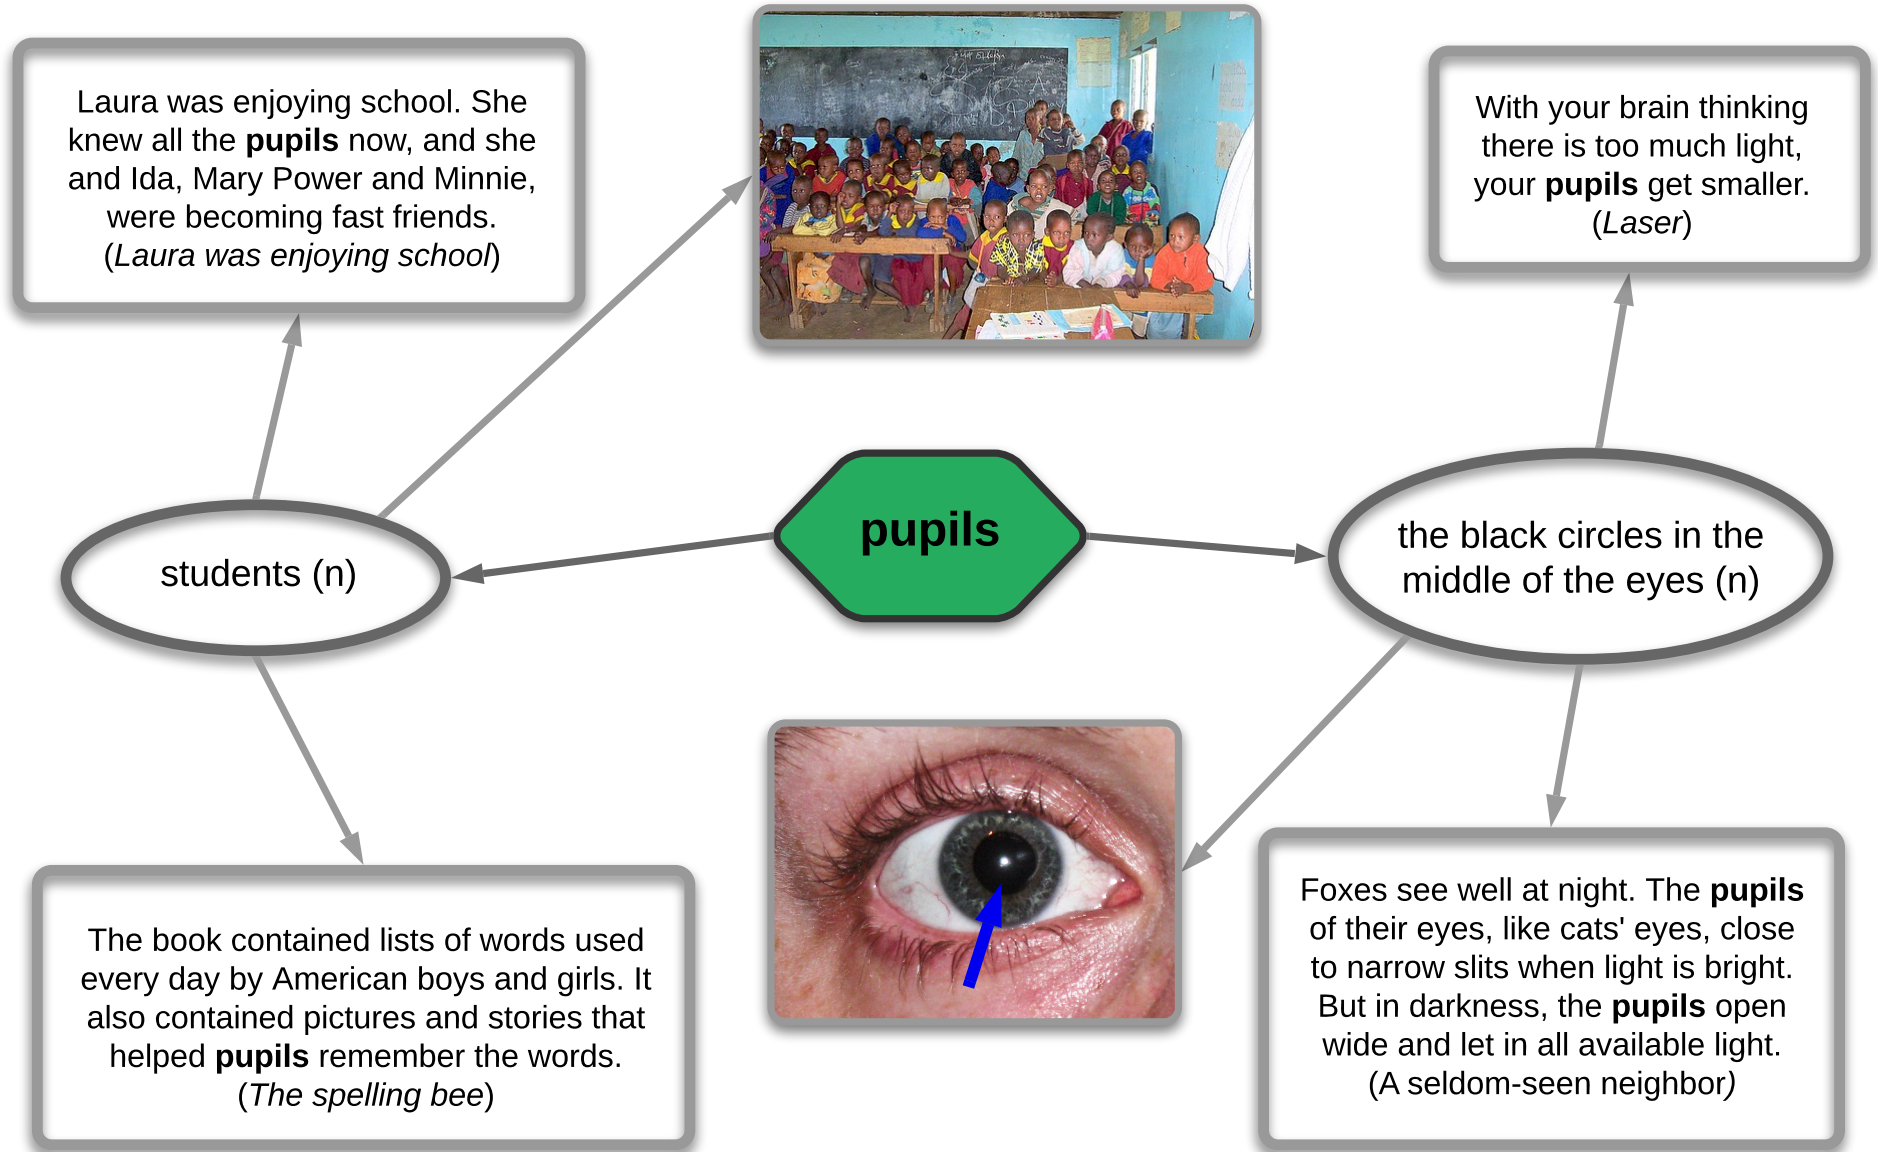 Laura was enjoying school. She
knew all the pupils now, and she
and Ida, Mary Power and Minnie,
were becoming fast friends.
(Laura was enjoying school)
With your brain thinking
there is too much light,
your pupils get smaller.
(Laser)
students (n)
pupils
the black circles in the
middle of the eyes (n)
The book contained lists of words used
every day by American boys and girls. It
also contained pictures and stories that
helped pupils remember the words.
(The spelling bee)
Foxes see well at night. The pupils
of their eyes, like cats' eyes, close
to narrow slits when light is bright.
But in darkness, the pupils open
wide and let in all available light.
(A seldom-seen neighbor)